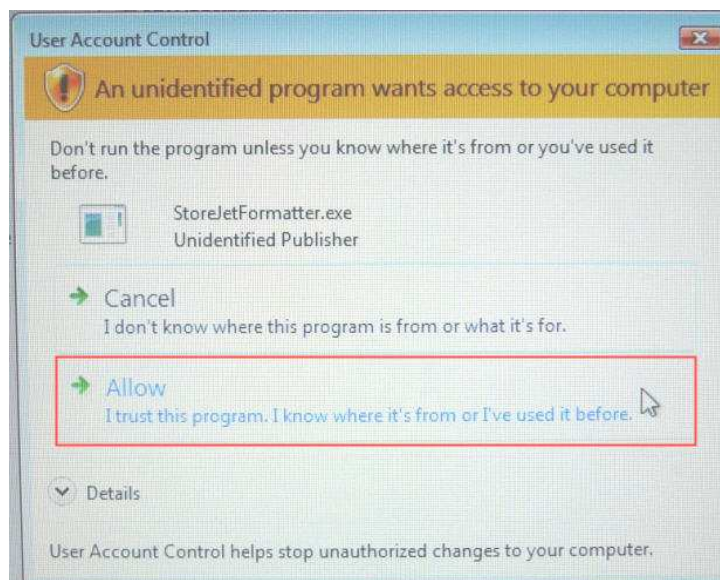 User Account Control
An unidentified program wants access to your computer
Don't run the program unless you know where it's from or you've used it
before.
StoreJetFormatter.exe
Unidentified Publisher
Cancel
I don't know where this program is from or what it's for.
Allow
I trust this program. I know where it's from or I've used it before.
Details
User Account Control helps stop unauthorized changes to your computer.